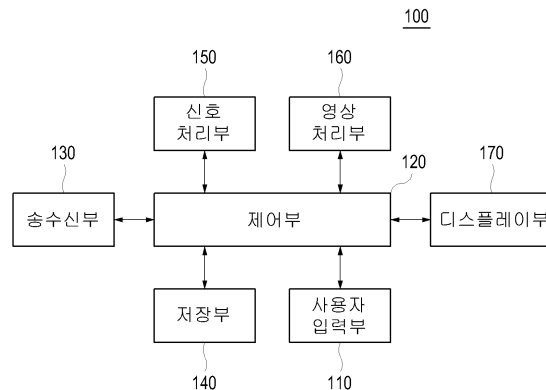 100
150
160
신호
처리부
영상
처리부
130
120
170
송수신부
제어부
디스플레이부
저장부
사용자
입력부
140
110